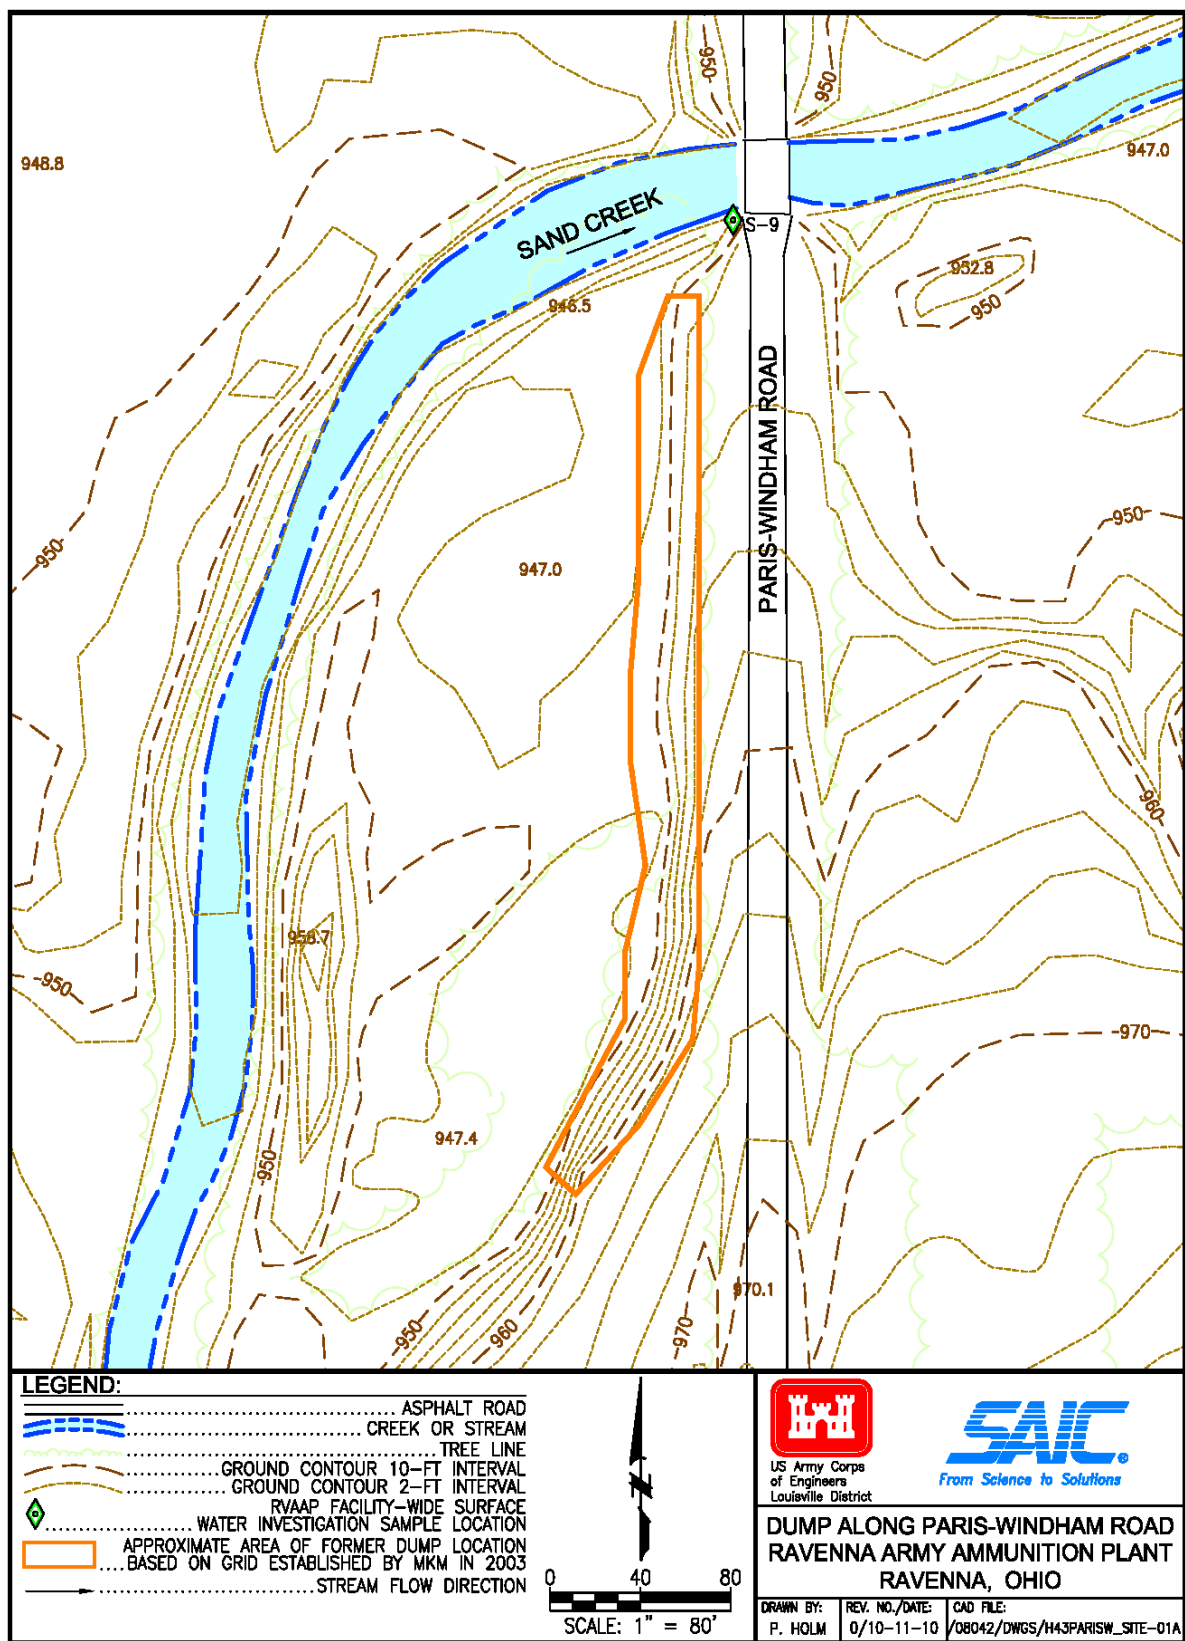 950
950
948.8
947.0
SAND CREEK
S-9
952.8
950
946.5
PARIS-WINDHAM ROAD
950
950
947.0
960
958.7
950
970
947.4
950
970.1
950
960
970
LEGEND:
ASPHALT ROAD
CREEK OR STREAM
TREE LINE
GROUND CONTOUR 10-FT INTERVAL
GROUND CONTOUR 2-FT INTERVAL
RVAAP FACILITY-WIDE SURFACE
WATER INVESTIGATION SAMPLE LOCATION
APPROXIMATE AREA OF FORMER DUMP LOCATION
BASED ON GRID ESTABLISHED BY MKM IN 2003
STREAM FLOW DIRECTION
0 40 80
SCALE: 1" = 80'
US Army Corps
of Engineers
Louisville District
SAIC®
From Science to Solutions
DUMP ALONG PARIS-WINDHAM ROAD
RAVENNA ARMY AMMUNITION PLANT
RAVENNA, OHIO
DRAWN BY:
P. HOLM
REV. NO./DATE:
0/10-11-10
CAD FILE:
/08042/DWGS/H43PARISW_SITE-01A